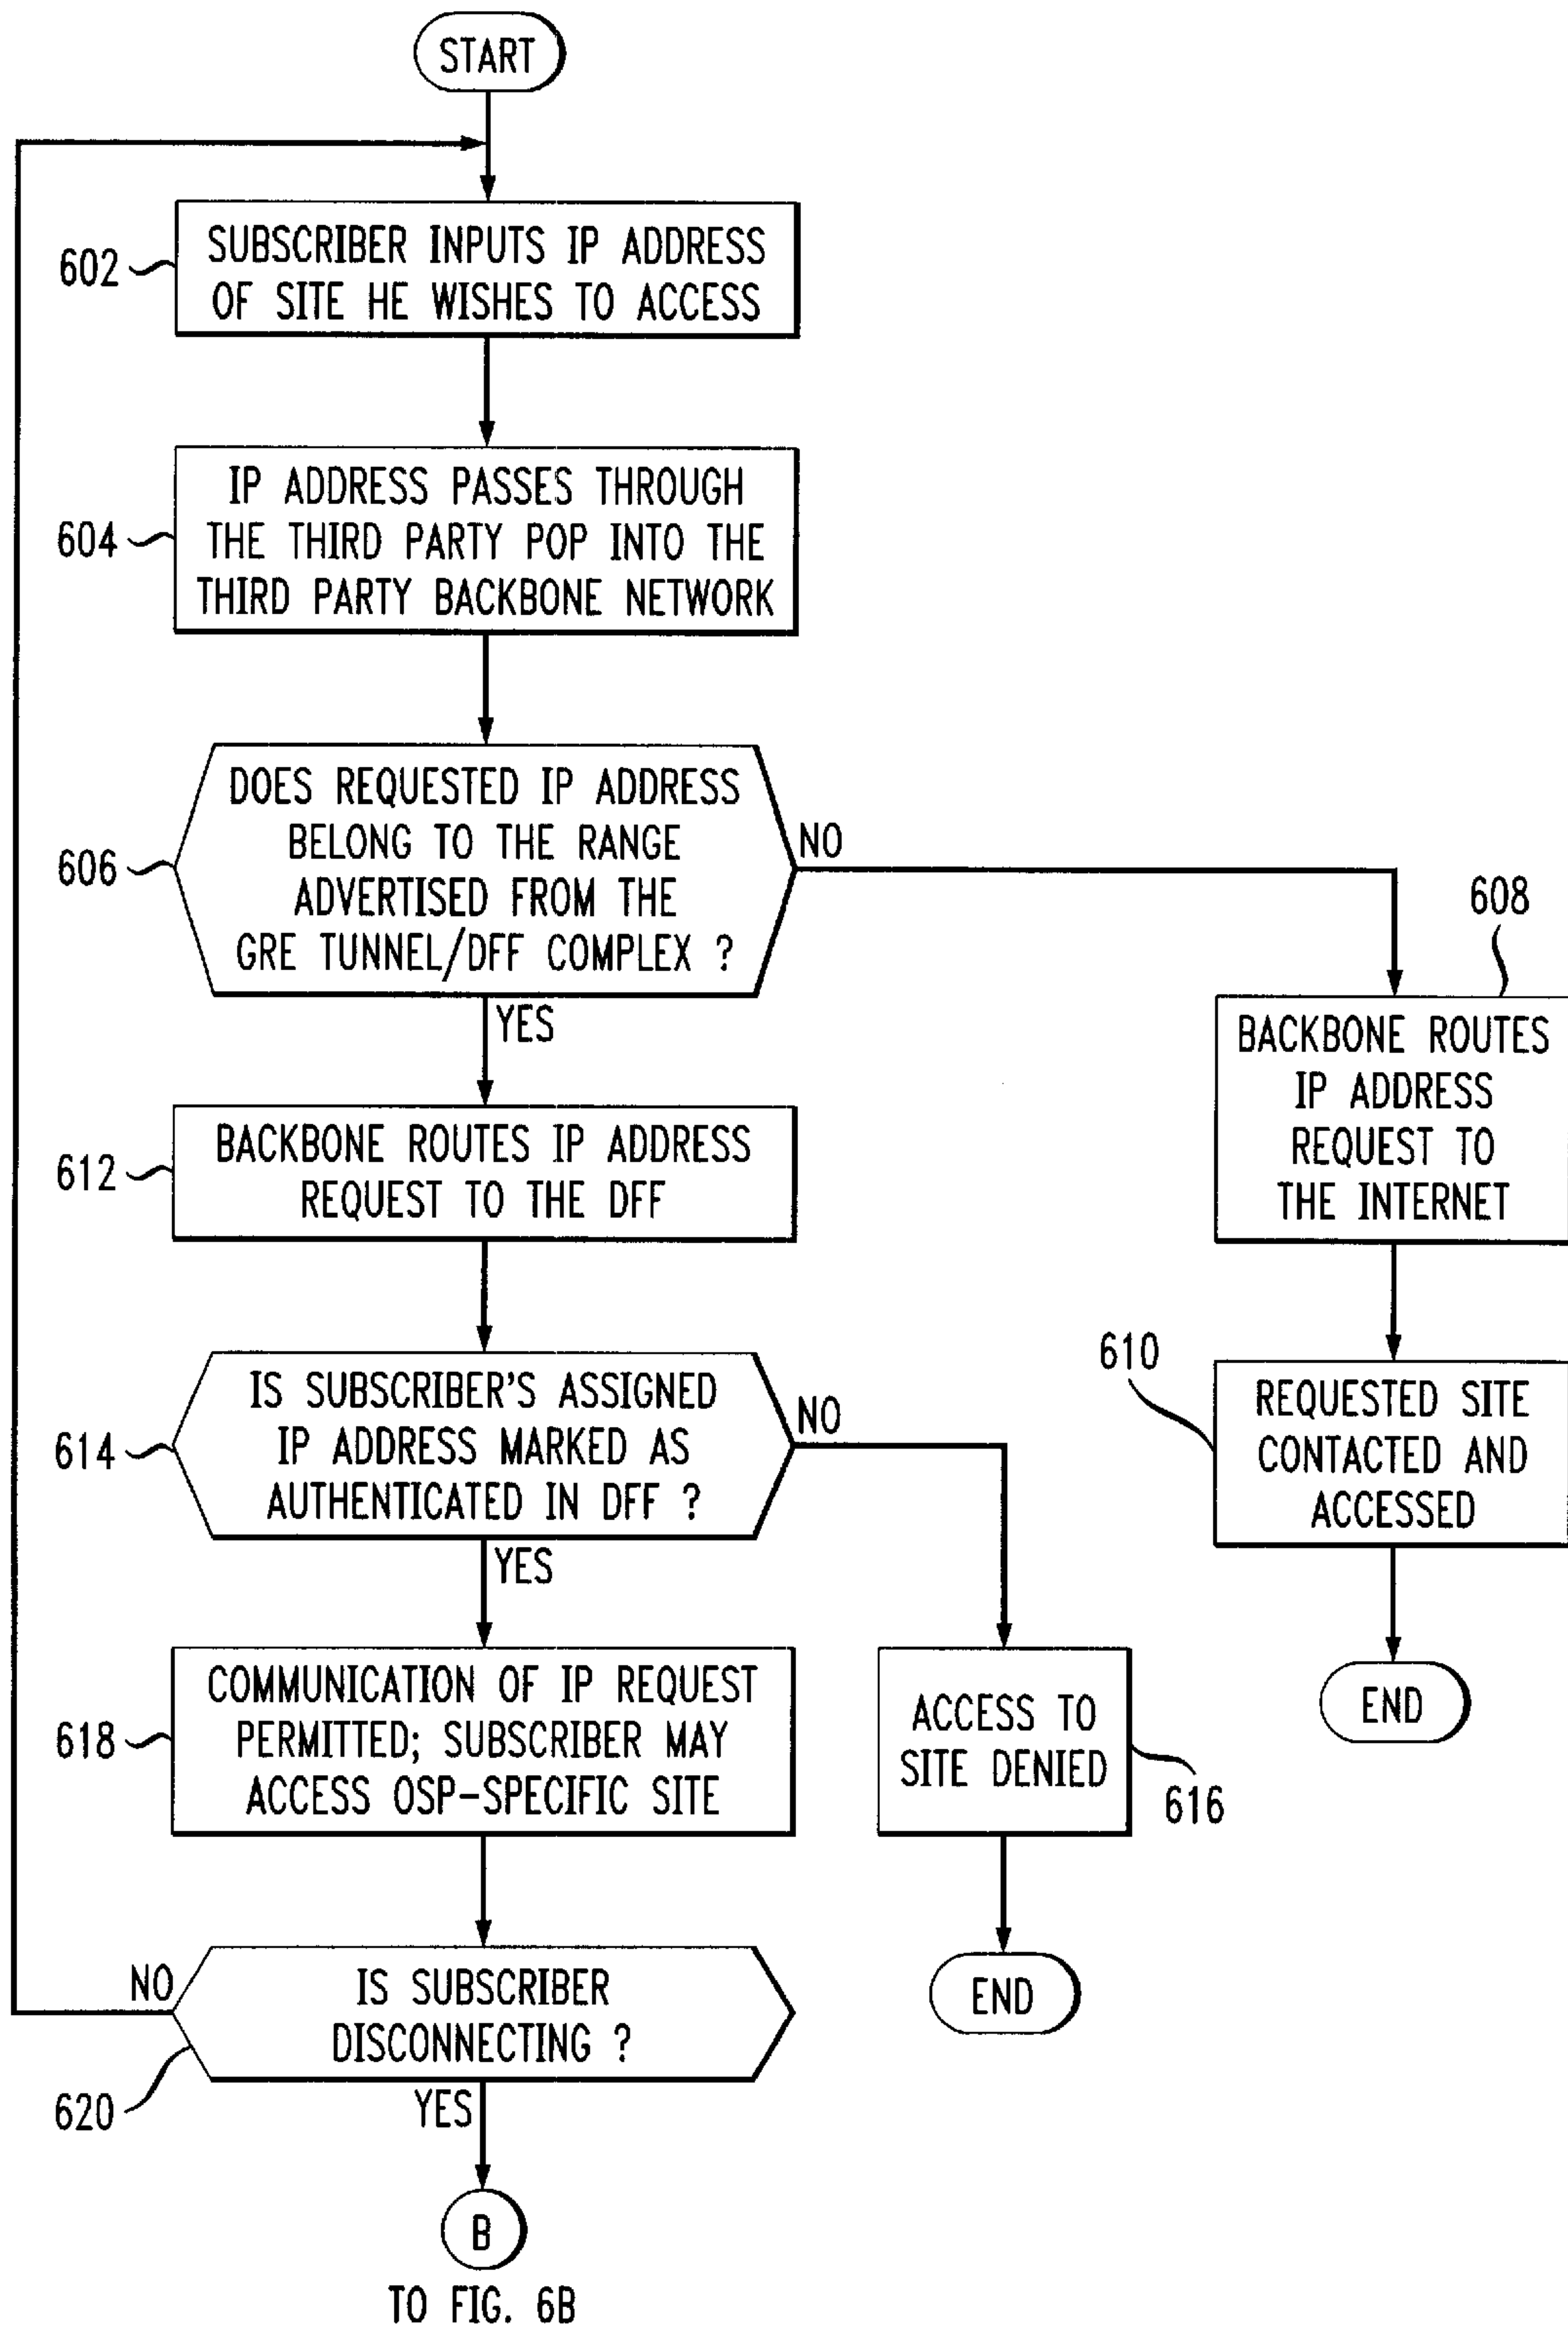 START
602
SUBSCRIBER INPUTS IP ADDRESS
OF SITE HE WISHES TO ACCESS
604
IP ADDRESS PASSES THROUGH
THE THIRD PARTY POP INTO THE
THIRD PARTY BACKBONE NETWORK
606
DOES REQUESTED IP ADDRESS
BELONG TO THE RANGE
ADVERTISED FROM THE
GRE TUNNEL/DFF COMPLEX ?
NO
YES
608
BACKBONE ROUTES
IP ADDRESS
REQUEST TO
THE INTERNET
612
BACKBONE ROUTES IP ADDRESS
REQUEST TO THE DFF
610
REQUESTED SITE
CONTACTED AND
ACCESSED
END
614
IS SUBSCRIBER'S ASSIGNED
IP ADDRESS MARKED AS
AUTHENTICATED IN DFF ?
NO
YES
618
COMMUNICATION OF IP REQUEST
PERMITTED; SUBSCRIBER MAY
ACCESS OSP-SPECIFIC SITE
ACCESS TO
SITE DENIED
616
END
NO
IS SUBSCRIBER
DISCONNECTING ?
620
YES
B
TO FIG. 6B